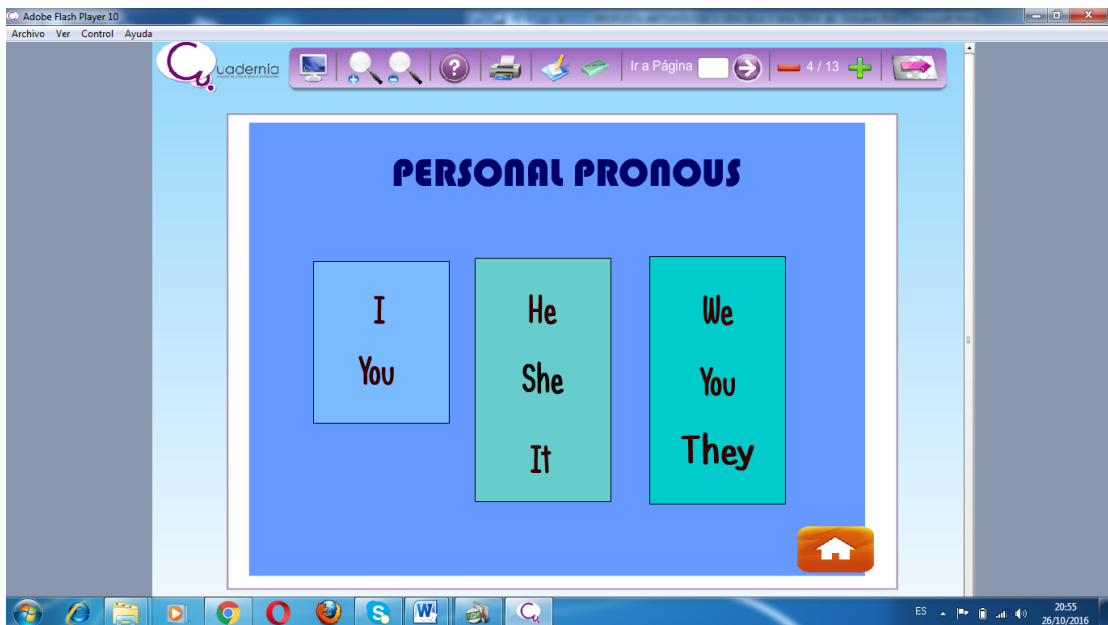 Adobe Flash Player 10
Archivo Ver Control Ayuda
Cuadernia
Ir a Página
4 / 13
PERSONAL PRONOUS
I
You
He
She
It
We
You
They
ES
20:55
26/10/2016